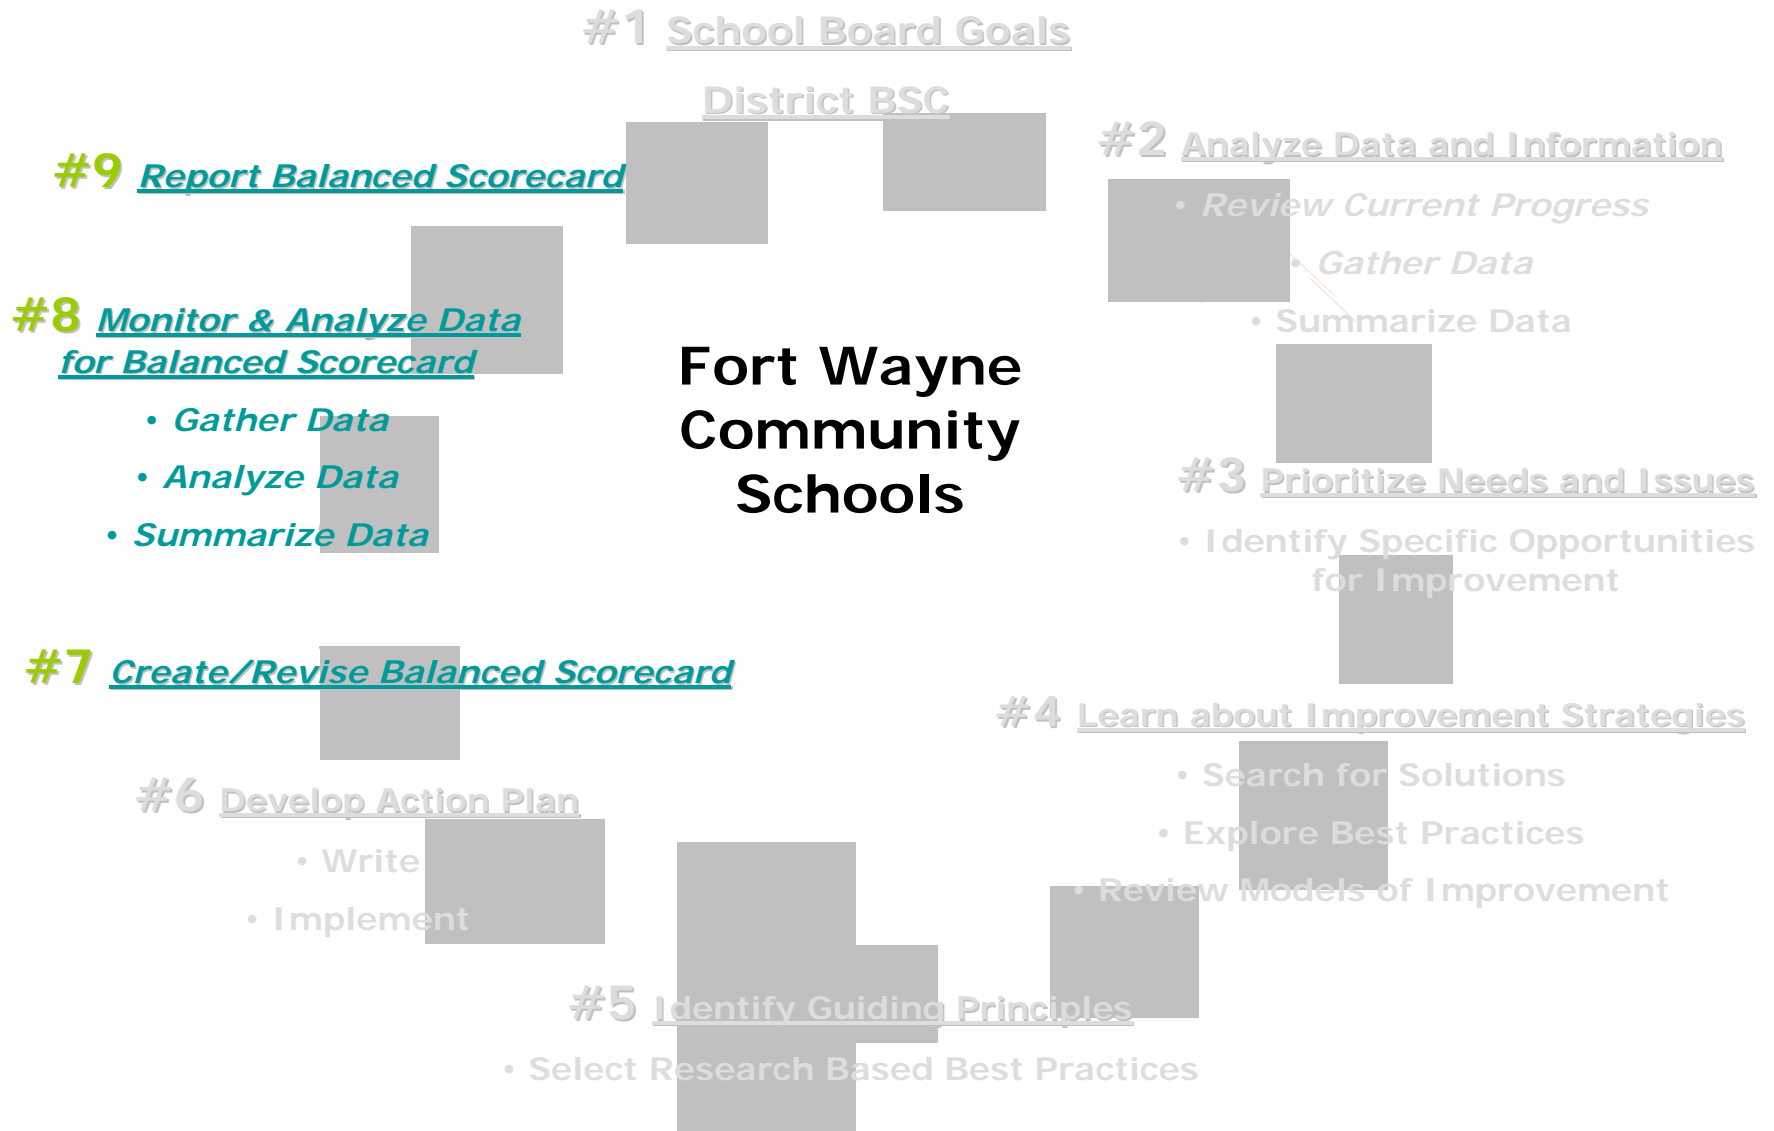 #1 School Board Goals
District BSC
#2 Analyze Data and Information
• Review Current Progress
• Gather Data
• Summarize Data
#3 Prioritize Needs and Issues
• Identify Specific Opportunities
for Improvement
#4 Learn about Improvement Strategies
• Search for Solutions
• Explore Best Practices
• Review Models of Improvement
#5 Identify Guiding Principles
• Select Research Based Best Practices
#6 Develop Action Plan
• Write
• Implement
#7 Create/Revise Balanced Scorecard
#8 Monitor & Analyze Data
for Balanced Scorecard
• Gather Data
• Analyze Data
• Summarize Data
#9 Report Balanced Scorecard
Fort Wayne
Community
Schools